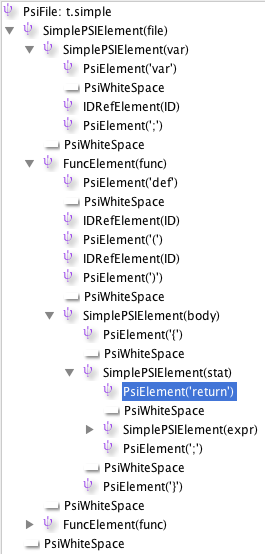 PsiFile: t.simple
SimplePSIElement(file)
SimplePSIElement(var)
PsiElement('var')
PsiWhiteSpace
IDRefElement(ID)
PsiElement(';')
PsiWhiteSpace
FuncElement(func)
PsiElement('def')
PsiWhiteSpace
IDRefElement(ID)
PsiElement('(')
IDRefElement(ID)
PsiElement(')')
PsiWhiteSpace
SimplePSIElement(body)
PsiElement('{')
PsiWhiteSpace
SimplePSIElement(stat)
PsiElement('return')
PsiWhiteSpace
SimplePSIElement(expr)
PsiElement(';')
PsiWhiteSpace
PsiElement('}')
PsiWhiteSpace
FuncElement(func)
PsiWhiteSpace